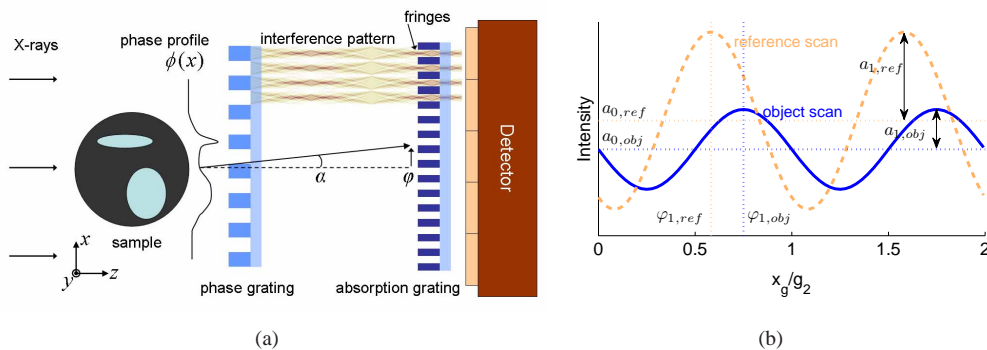 X-rays
phase profile
ϕ(x)
interference pattern
fringes
Detector
α
φ
sample
x
y
z
phase grating
absorption grating
(a)
Intensity
reference scan
object scan
a1,ref
a0,ref
a0,obj
a1,obj
φ1,ref
φ1,obj
0
0.5
1
1.5
2
xg/g2
(b)